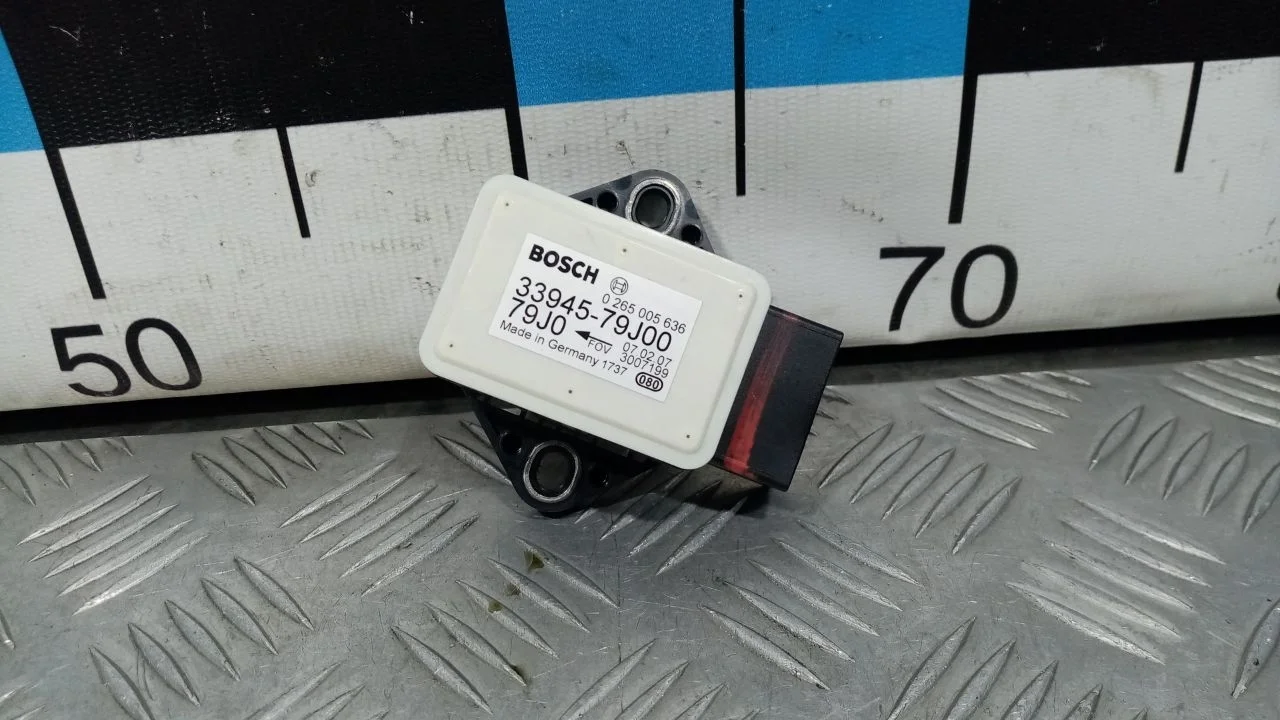 BOSCH
0 265 005 636
33945-79J00
79J0
07.02.07
FOV 3007199
Made in Germany 1737
080
50
70